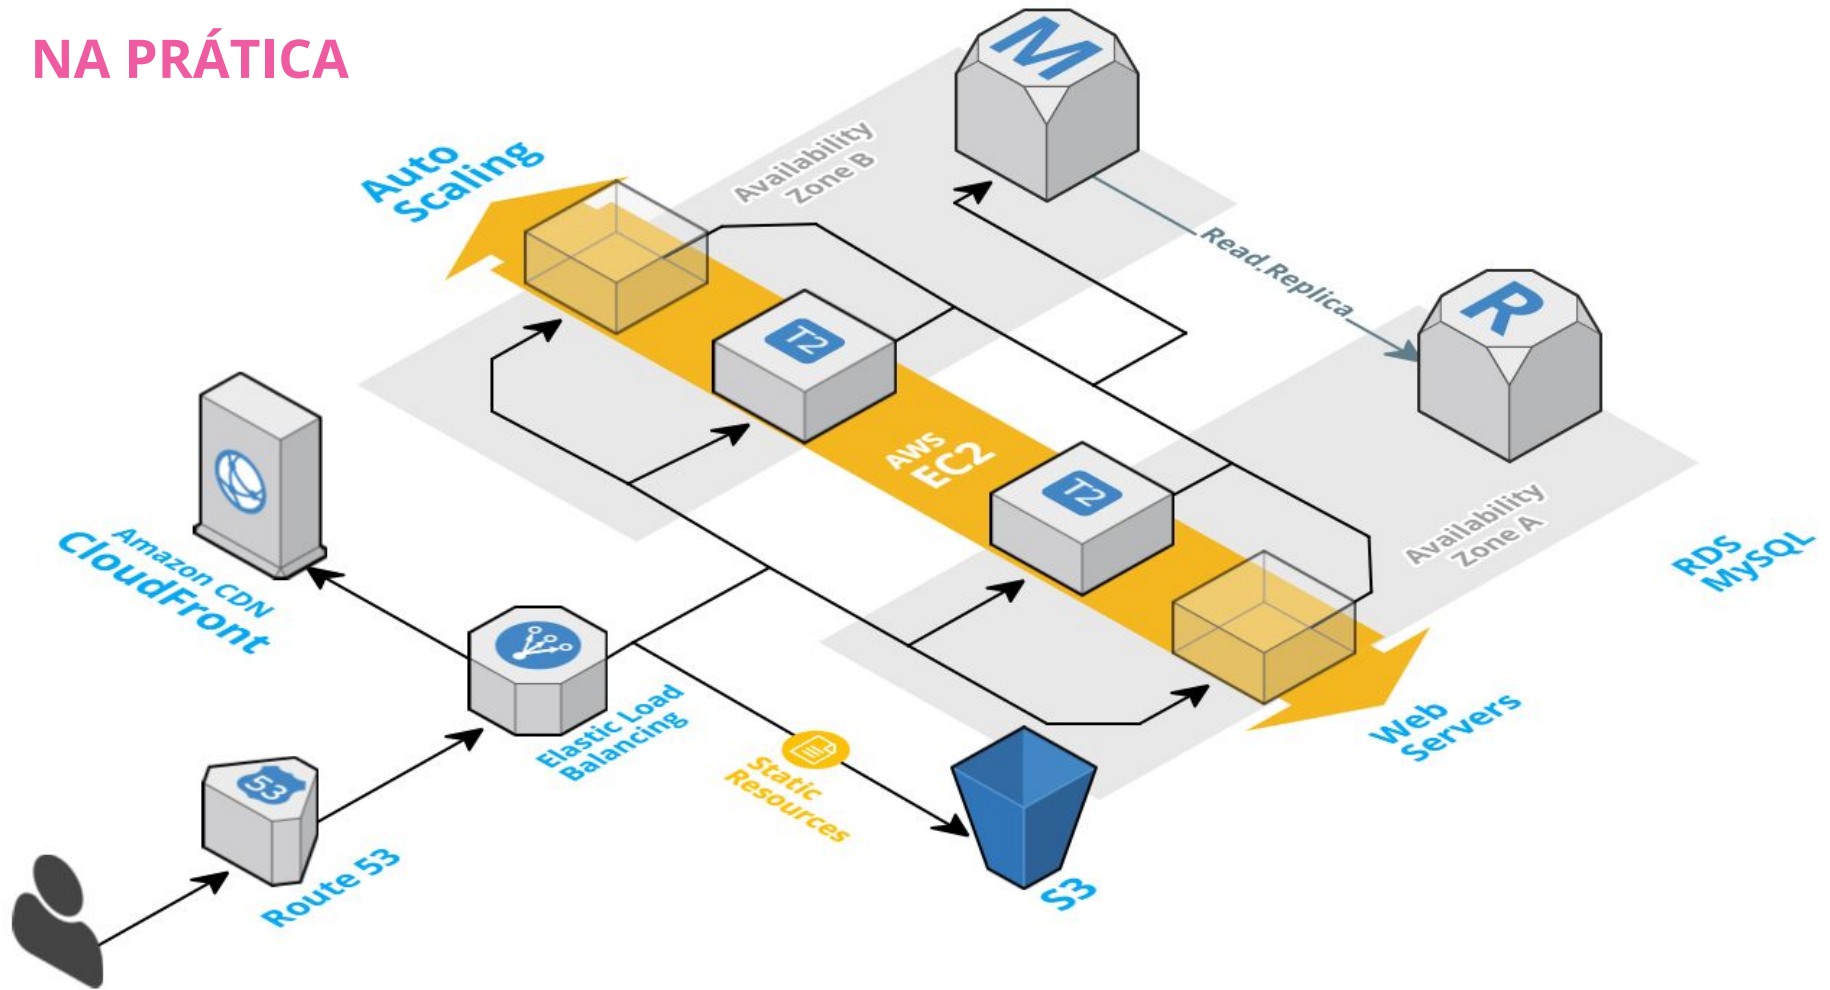 NA PRÁTICA
M
Auto
Scaling
Availability
Zone B
Read.Replica
R
T2
AWS
EC2
T2
Availability
Zone A
RDS
MySQL
Amazon CDN
CloudFront
Elastic Load
Balancing
Web
Servers
Static
Resources
53
Route 53
S3